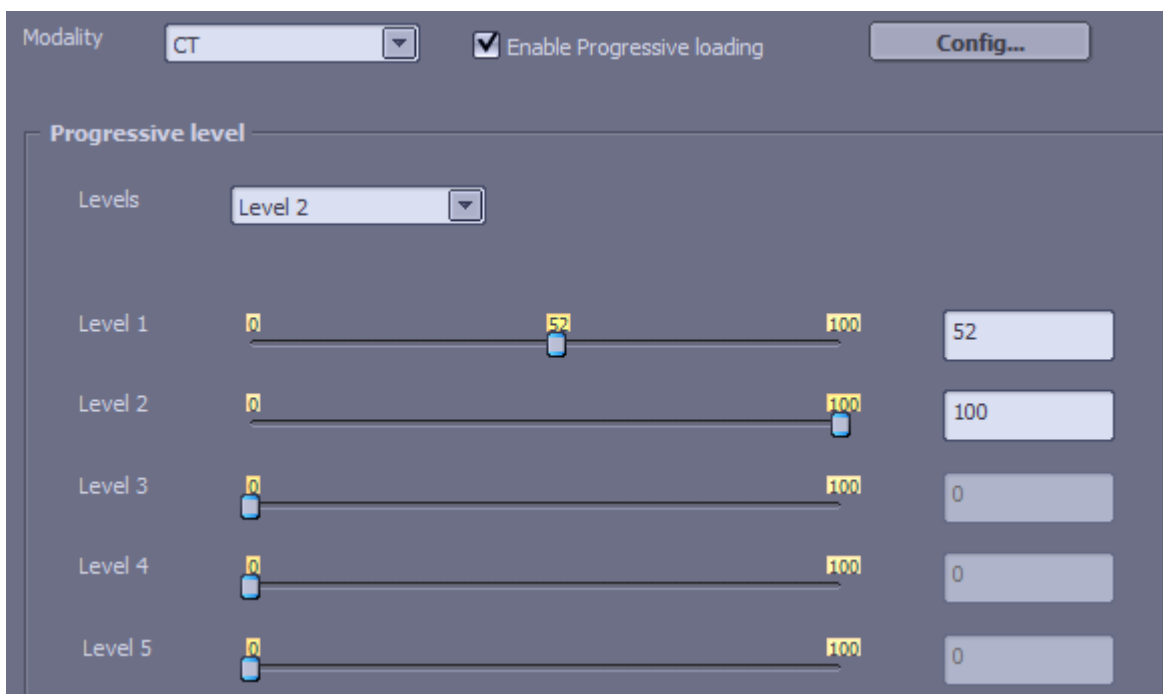 Modality CT Enable Progressive loading Config...
Progressive level
Levels Level 2
Level 1 0 52 100 52
Level 2 0 100 100
Level 3 0 100 0
Level 4 0 100 0
Level 5 0 100 0